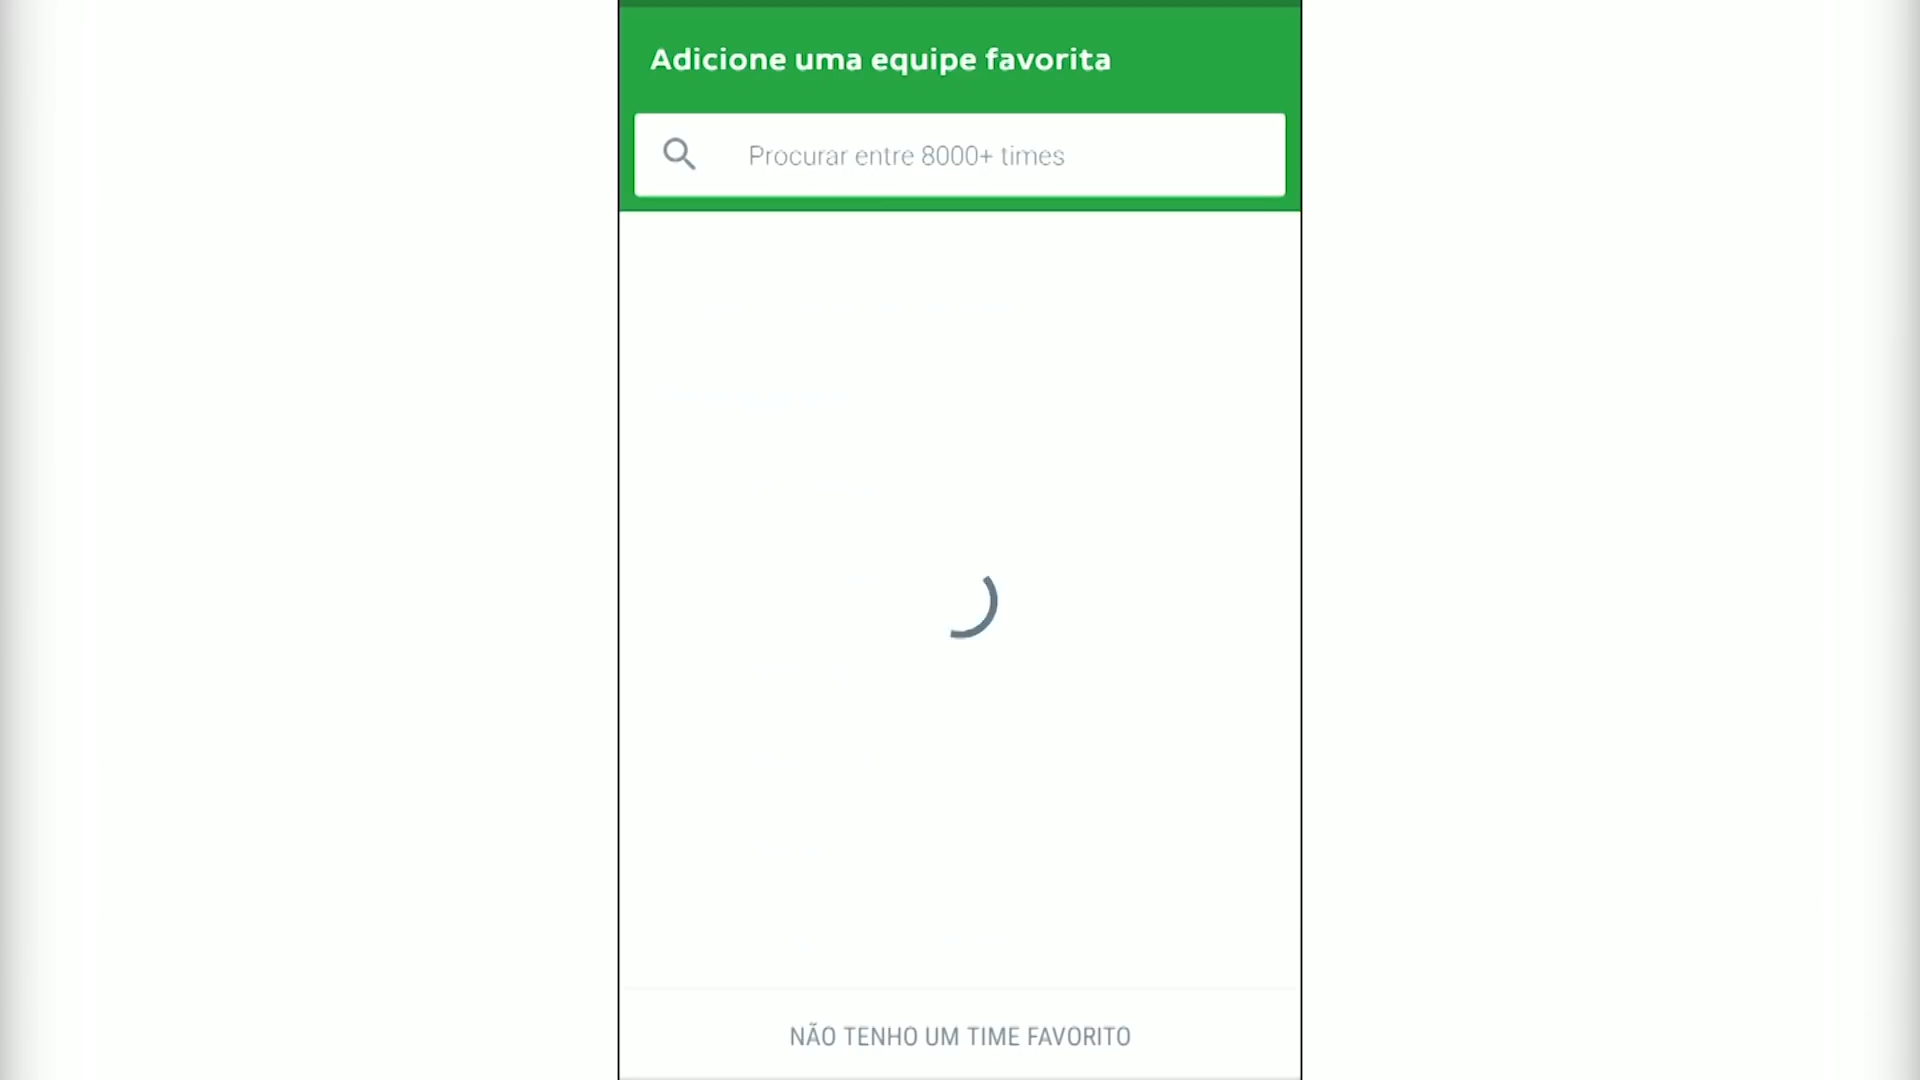 Adicione uma equipe favorita
Procurar entre 8000+ times
NÃO TENHO UM TIME FAVORITO